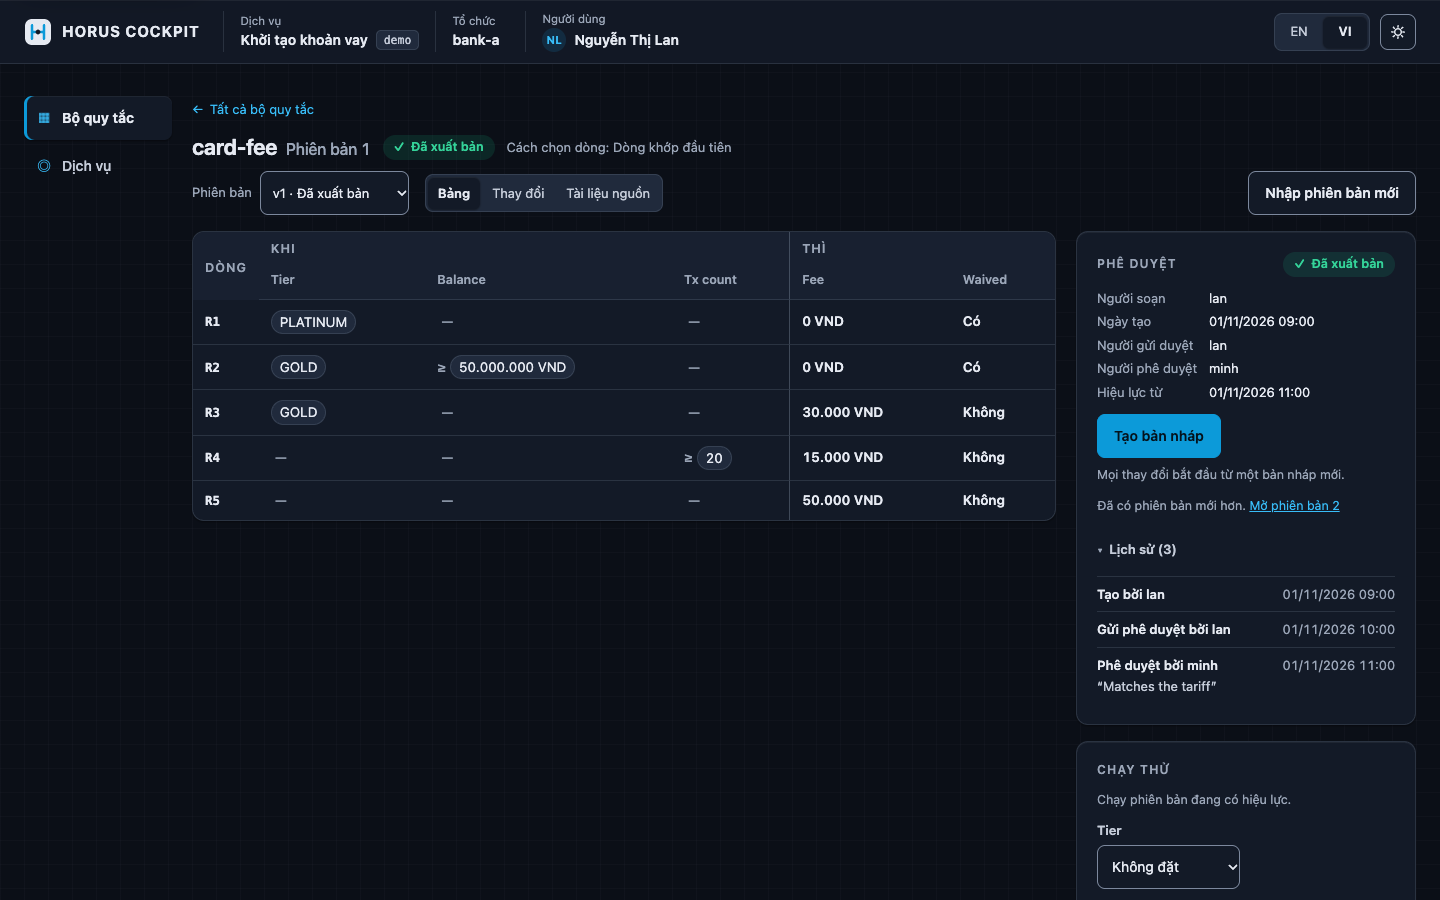 HORUS COCKPIT
Dịch vụ
Khởi tạo khoản vay demo
Tổ chức
bank-a
Người dùng
NL Nguyễn Thị Lan
EN VI
Bộ quy tắc
Dịch vụ
← Tất cả bộ quy tắc
card-fee Phiên bản 1 ✓ Đã xuất bản Cách chọn dòng: Dòng khớp đầu tiên
Phiên bản v1 · Đã xuất bản Bảng Thay đổi Tài liệu nguồn Nhập phiên bản mới
DÒNG KHI THÌ
Tier Balance Tx count Fee Waived
R1 PLATINUM — — 0 VND Có
R2 GOLD ≥ 50.000.000 VND — 0 VND Có
R3 GOLD — — 30.000 VND Không
R4 — — ≥ 20 15.000 VND Không
R5 — — — 50.000 VND Không
PHÊ DUYỆT ✓ Đã xuất bản
Người soạn lan
Ngày tạo 01/11/2026 09:00
Người gửi duyệt lan
Người phê duyệt minh
Hiệu lực từ 01/11/2026 11:00
Tạo bản nháp
Mọi thay đổi bắt đầu từ một bản nháp mới.
Đã có phiên bản mới hơn. Mở phiên bản 2
Lịch sử (3)
Tạo bởi lan 01/11/2026 09:00
Gửi phê duyệt bởi lan 01/11/2026 10:00
Phê duyệt bởi minh 01/11/2026 11:00
“Matches the tariff”
CHẠY THỬ
Chạy phiên bản đang có hiệu lực.
Tier
Không đặt